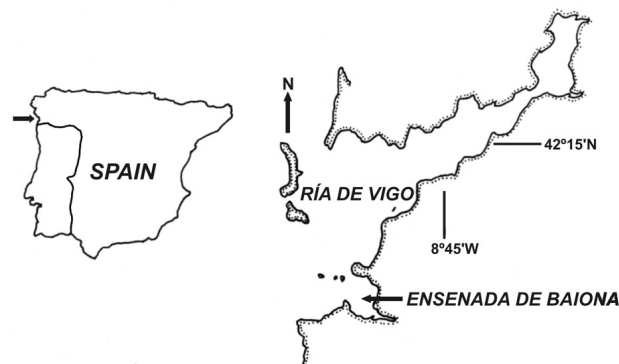 SPAIN
N
42º15'N
RÍA DE VIGO
8º45'W
ENSENADA DE BAIONA